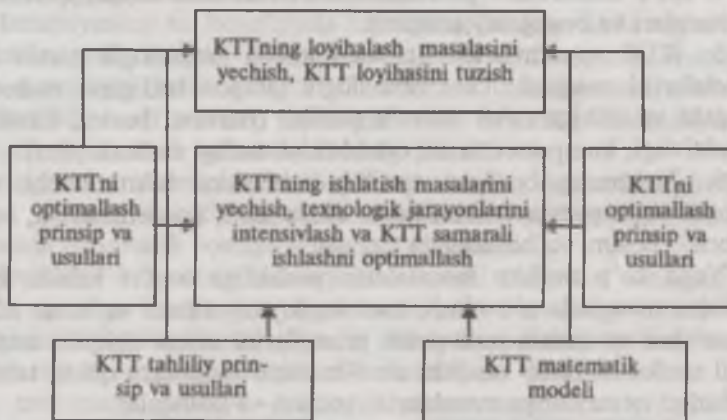 KTTning loyihalash masalasini
yechish, KTT loyihasini tuzish
KTTni
optimallash
prinsip va
usullari
KTTning ishlatish masalarini
yechish, texnologik jarayonlarini
intensivlash va KTT samarali
ishlashni optimallash
KTTni
optimallash
prinsip va
usullari
KTT tahliliy prin-
sip va usullari
KTT matematik
modeli